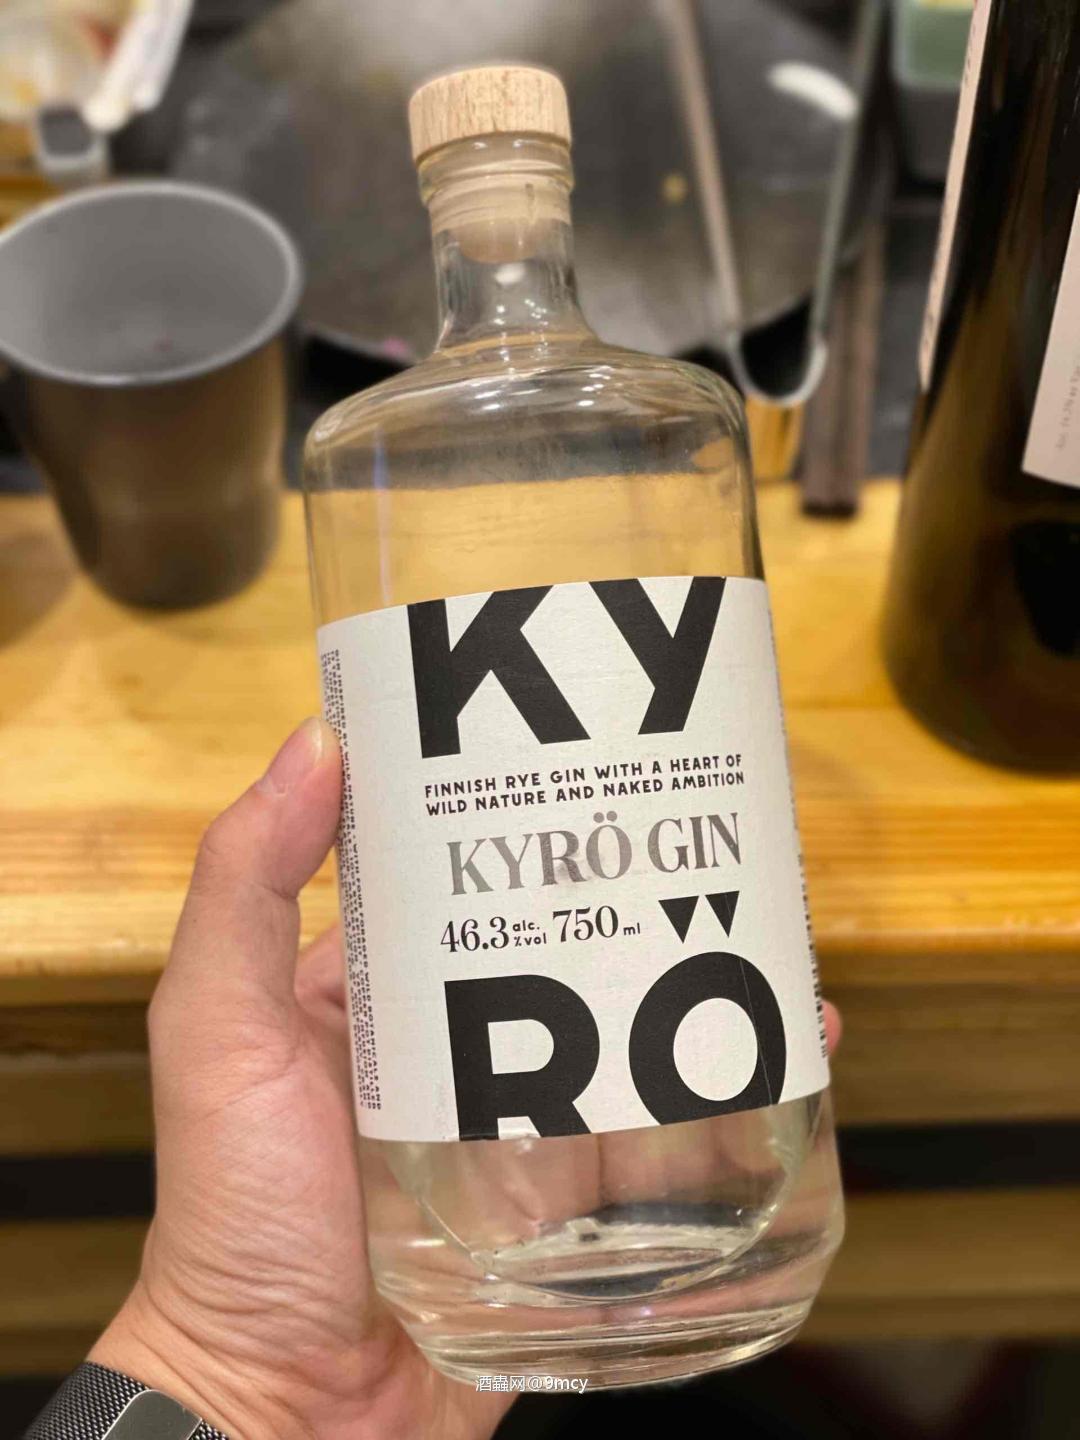 KY
FINNISH RYE GIN WITH A HEART OF
WILD NATURE AND NAKED AMBITION
KYRÖ GIN
46.3 alc. %vol 750 ml
RÖ
酒蟲网@9mcy